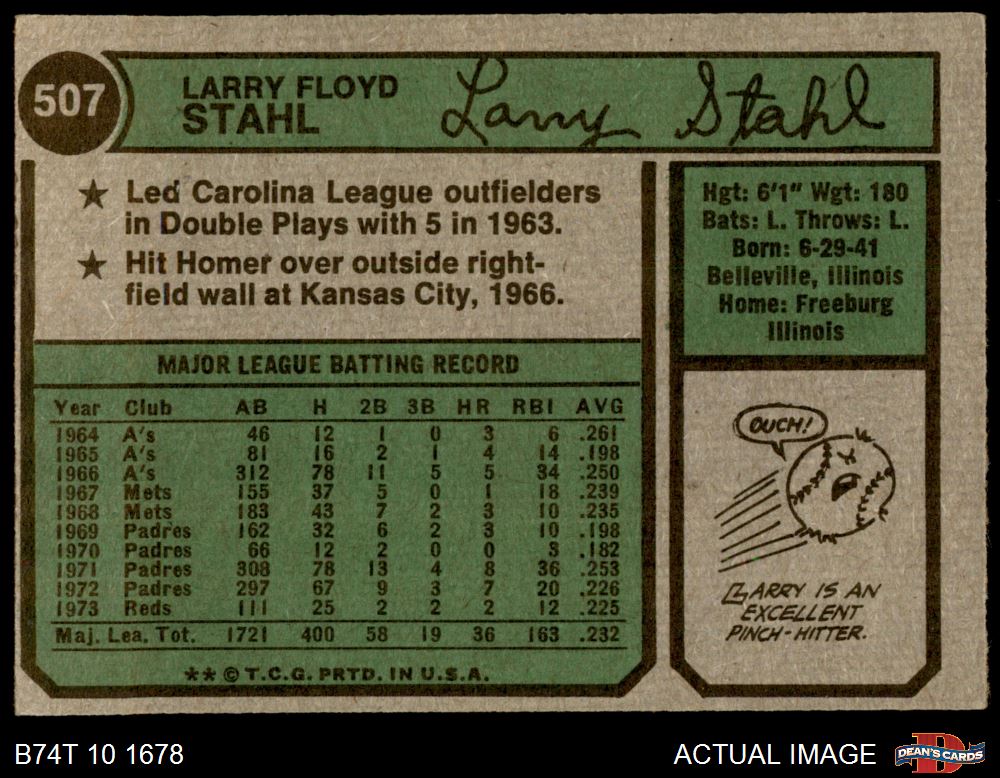 507
LARRY FLOYD
STAHL
Larry Stahl
★ Led Carolina League outfielders
in Double Plays with 5 in 1963.
★ Hit Homer over outside right-
field wall at Kansas City, 1966.
Hgt: 6'1" Wgt: 180
Bats: L. Throws: L.
Born: 6-29-41
Belleville, Illinois
Home: Freeburg
Illinois
MAJOR LEAGUE BATTING RECORD
Year Club AB H 2B 3B HR RBI AVG
1964 A's 46 12 1 0 3 6 .261
1965 A's 81 16 2 1 4 14 .198
1966 A's 312 78 11 5 5 34 .250
1967 Mets 155 37 5 0 1 18 .239
1968 Mets 183 43 7 2 3 10 .235
1969 Padres 162 32 6 2 3 10 .198
1970 Padres 66 12 2 0 0 3 .182
1971 Padres 308 78 13 4 8 36 .253
1972 Padres 297 67 9 3 7 20 .226
1973 Reds 111 25 2 2 2 12 .225
Maj. Lea. Tot. 1721 400 58 19 36 163 .232
**©T.C.G. PRTD. IN U.S.A.
OUCH!
LARRY IS AN
EXCELLENT
PINCH-HITTER.
B74T 10 1678
ACTUAL IMAGE
DEAN'S CARDS